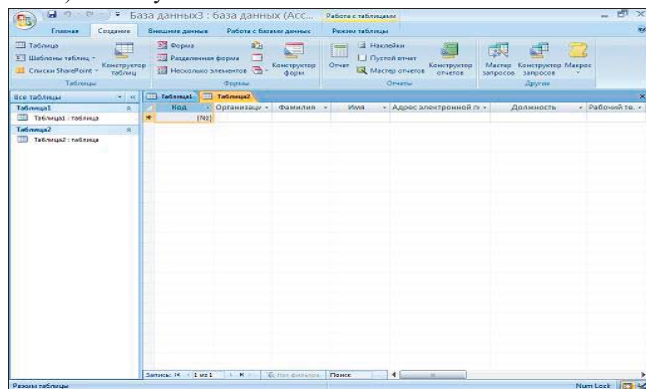 База данных3 : база данных (Acc...
Работа с таблицами
Главная Создание Внешние данные Работа с базами данных Режим таблицы
Таблица
Шаблоны таблиц
Списки SharePoint
Конструктор таблиц
Таблицы
Форма
Разделенная форма
Несколько элементов
Конструктор форм
Формы
Отчет
Наклейки
Пустой отчет
Мастер отчетов
Конструктор отчетов
Отчеты
Мастер запросов
Конструктор запросов
Макрос
Другие
Все таблицы
Таблица1
Таблица1 : таблица
Таблица2
Таблица2 : таблица
Таблица1 Таблица2
Код Организаци Фамилия Имя Адрес электронной п Должность Рабочий те
(№)
Запись: 1 из 1 Нет фильтра Поиск
Режим таблицы
Num Lock